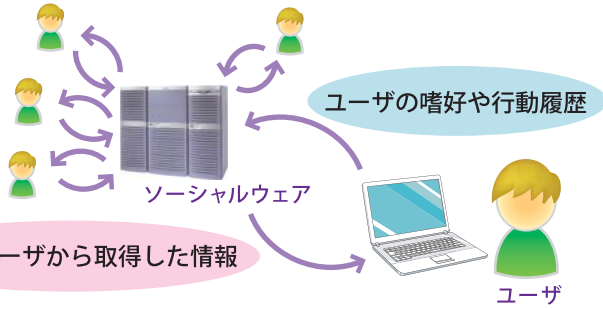 ユーザの嗜好や行動履歴
ソーシャルウェア
ーザから取得した情報
ユーザ